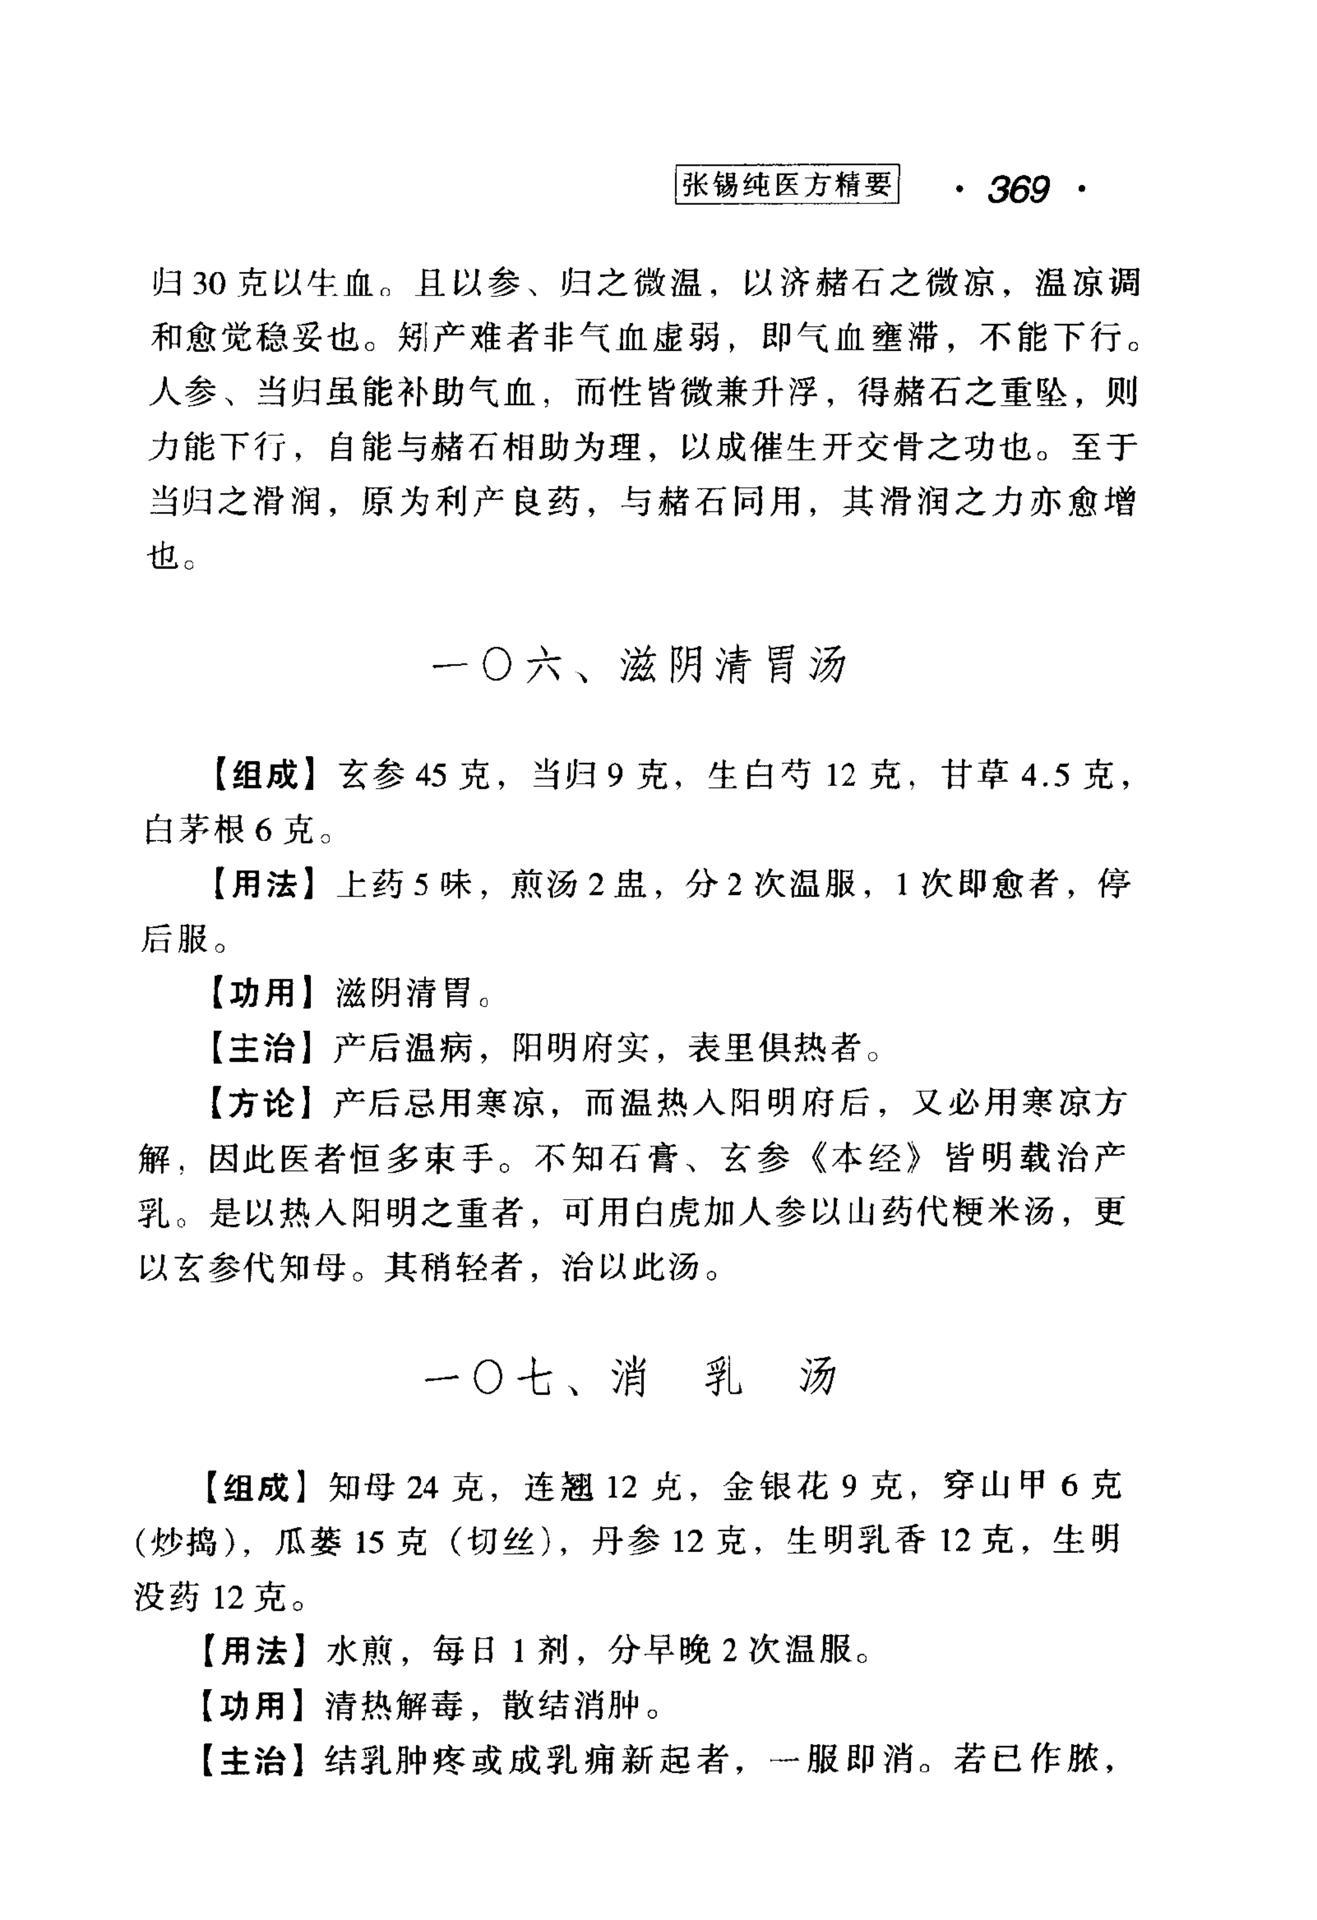 张锡纯医方精要 · 369 ·
归30克以生血。且以参、归之微温，以济赭石之微凉，温凉调
和愈觉稳妥也。矧产难者非气血虚弱，即气血壅滞，不能下行。
人参、当归虽能补助气血，而性皆微兼升浮，得赭石之重坠，则
力能下行，自能与赭石相助为理，以成催生开交骨之功也。至于
当归之滑润，原为利产良药，与赭石同用，其滑润之力亦愈增
也。
一〇六、滋阴清胃汤
【组成】玄参45克，当归9克，生白芍12克，甘草4.5克，
白茅根6克。
【用法】上药5味，煎汤2盅，分2次温服，1次即愈者，停
后服。
【功用】滋阴清胃。
【主治】产后温病，阳明府实，表里俱热者。
【方论】产后忌用寒凉，而温热入阳明府后，又必用寒凉方
解，因此医者恒多束手。不知石膏、玄参《本经》皆明载治产
乳。是以热入阳明之重者，可用白虎加人参以山药代粳米汤，更
以玄参代知母。其稍轻者，治以此汤。
一〇七、消 乳 汤
【组成】知母24克，连翘12克，金银花9克，穿山甲6克
(炒捣)，瓜蒌15克（切丝），丹参12克，生明乳香12克，生明
没药12克。
【用法】水煎，每日1剂，分早晚2次温服。
【功用】清热解毒，散结消肿。
【主治】结乳肿疼或成乳痈新起者，一服即消。若已作脓，